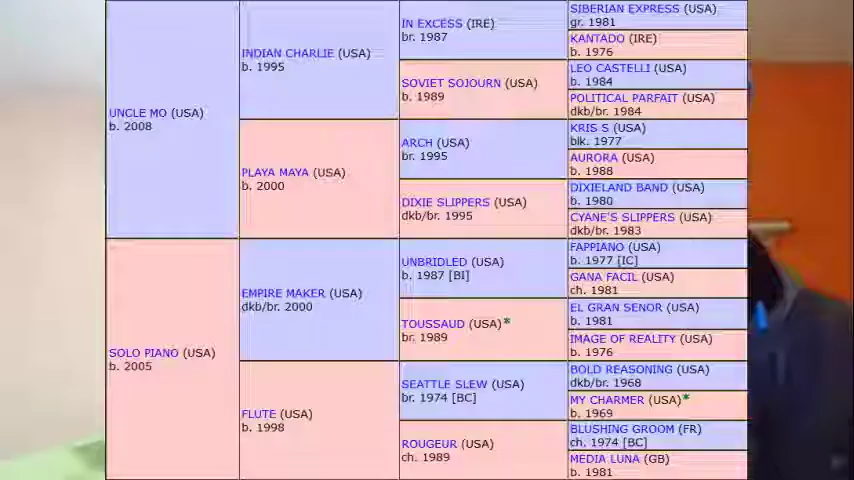 UNCLE MO (USA)
b. 2008
SOLO PIANO (USA)
b. 2005
INDIAN CHARLIE (USA)
b. 1995
PLAYA MAYA (USA)
b. 2000
EMPIRE MAKER (USA)
dkb/br. 2000
FLUTE (USA)
b. 1998
IN EXCESS (IRE)
br. 1987
SOVIET SOJOURN (USA)
b. 1989
ARCH (USA)
br. 1995
DIXIE SLIPPERS (USA)
dkb/br. 1995
UNBRIDLED (USA)
b. 1987 [BI]
TOUSSAUD (USA)*
br. 1989
SEATTLE SLEW (USA)
br. 1974 [BC]
ROUGEUR (USA)
ch. 1989
SIBERIAN EXPRESS (USA)
gr. 1981
KANTADO (IRE)
b. 1976
LEO CASTELLI (USA)
b. 1984
POLITICAL PARFAIT (USA)
dkb/br. 1984
KRIS S (USA)
blk. 1977
AURORA (USA)
b. 1988
DIXIELAND BAND (USA)
b. 1980
CYANE'S SLIPPERS (USA)
dkb/br. 1983
FAPPIANO (USA)
b. 1977 [IC]
GANA FACIL (USA)
ch. 1981
EL GRAN SENOR (USA)
b. 1981
IMAGE OF REALITY (USA)
b. 1976
BOLD REASONING (USA)
dkb/br. 1968
MY CHARMER (USA)*
b. 1969
BLUSHING GROOM (FR)
ch. 1974 [BC]
MEDIA LUNA (GB)
b. 1981